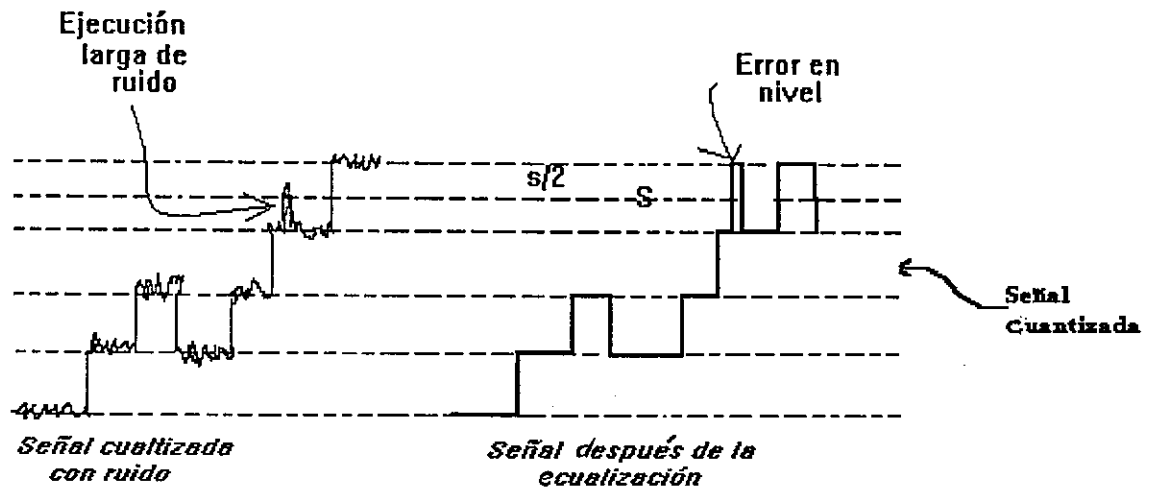 Ejecución
larga de
ruido
Error en
nivel
s/2
S
Señal
Cuantizada
Señal cualtizada
con ruido
Señal después de la
ecualización